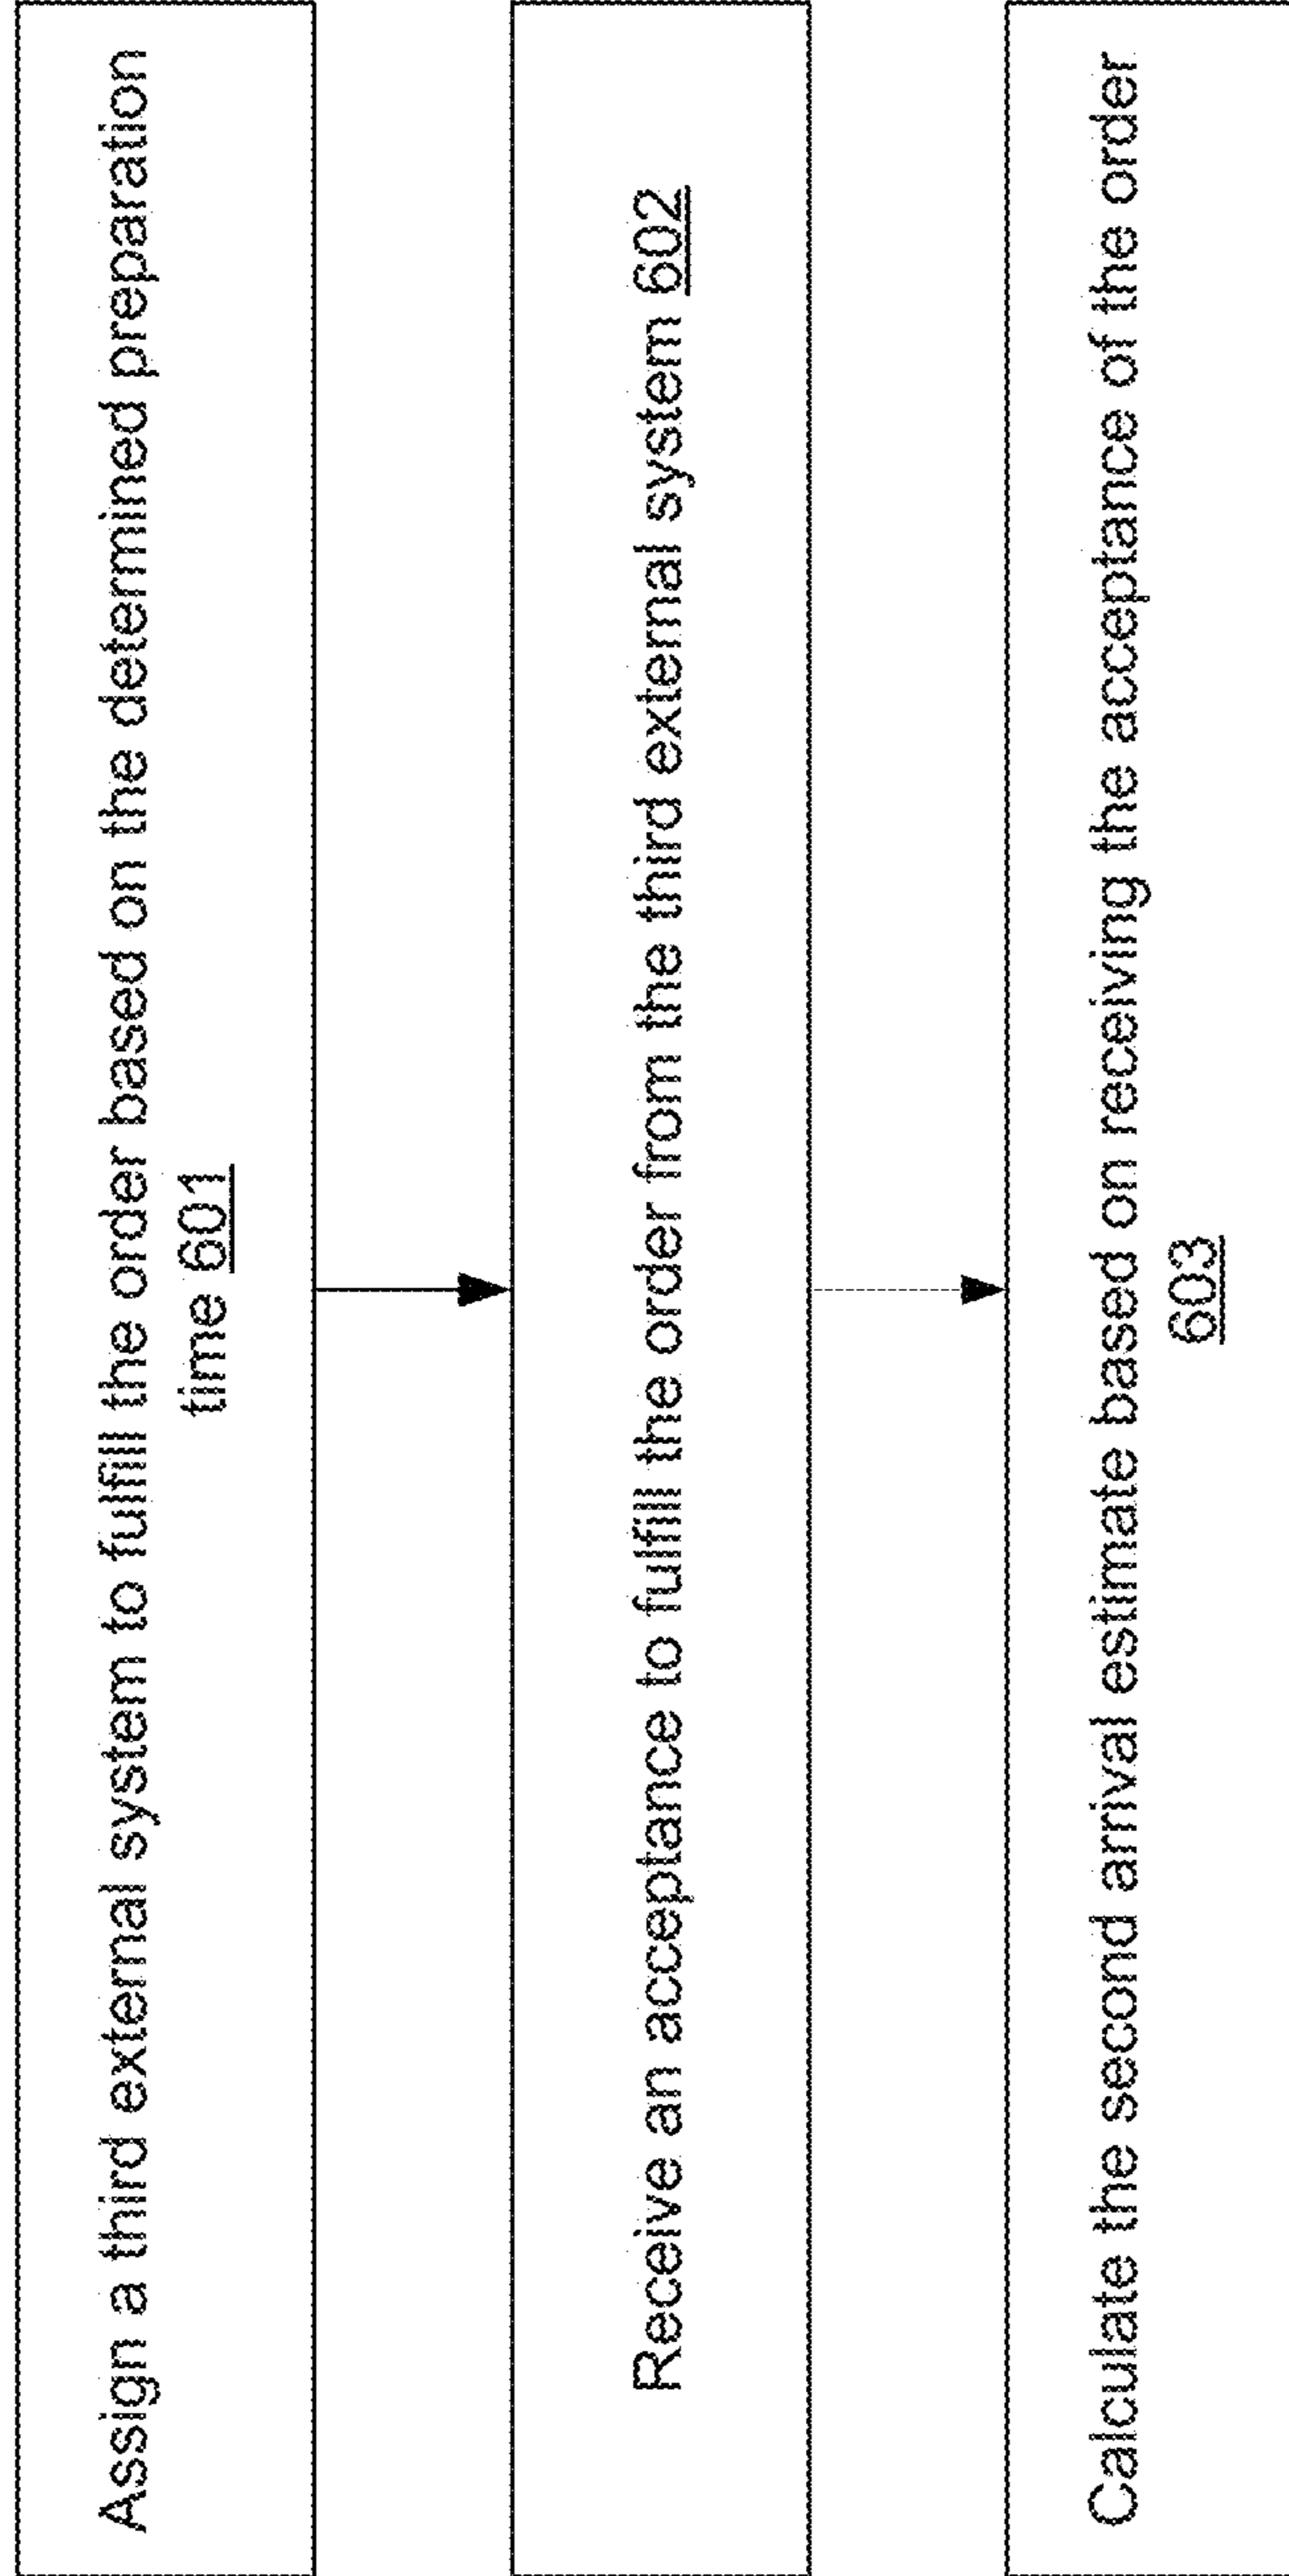 Assign a third external system to fulfill the order based on the determined preparation
time 601
Receive an acceptance to fulfill the order from the third external system 602
Calculate the second arrival estimate based on receiving the acceptance of the order
603